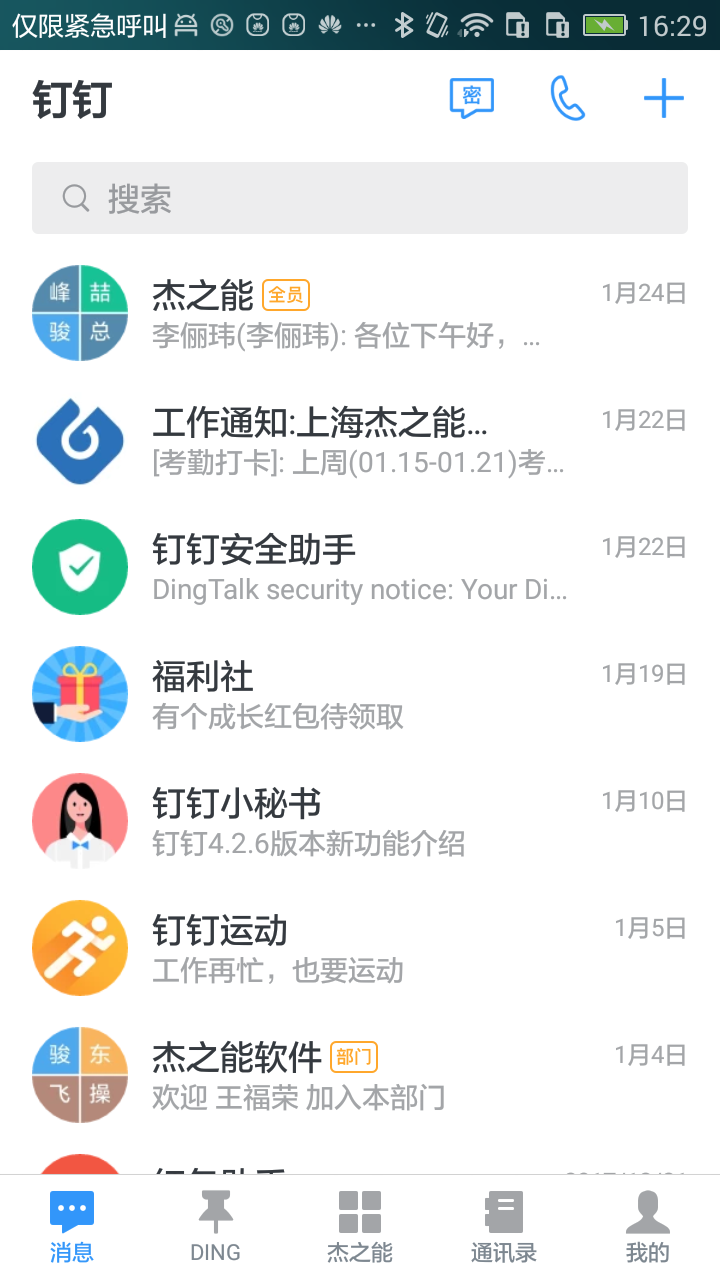 仅限紧急呼叫 ... 16:29
钉钉
密
搜索
峰 喆
骏 总
杰之能 全员 1月24日
李俪玮(李俪玮): 各位下午好，...
工作通知:上海杰之能... 1月22日
[考勤打卡]: 上周(01.15-01.21)考...
钉钉安全助手 1月22日
DingTalk security notice: Your Di...
福利社 1月19日
有个成长红包待领取
钉钉小秘书 1月10日
钉钉4.2.6版本新功能介绍
钉钉运动 1月5日
工作再忙，也要运动
骏 东
飞 操
杰之能软件 部门 1月4日
欢迎 王福荣 加入本部门
消息 DING 杰之能 通讯录 我的